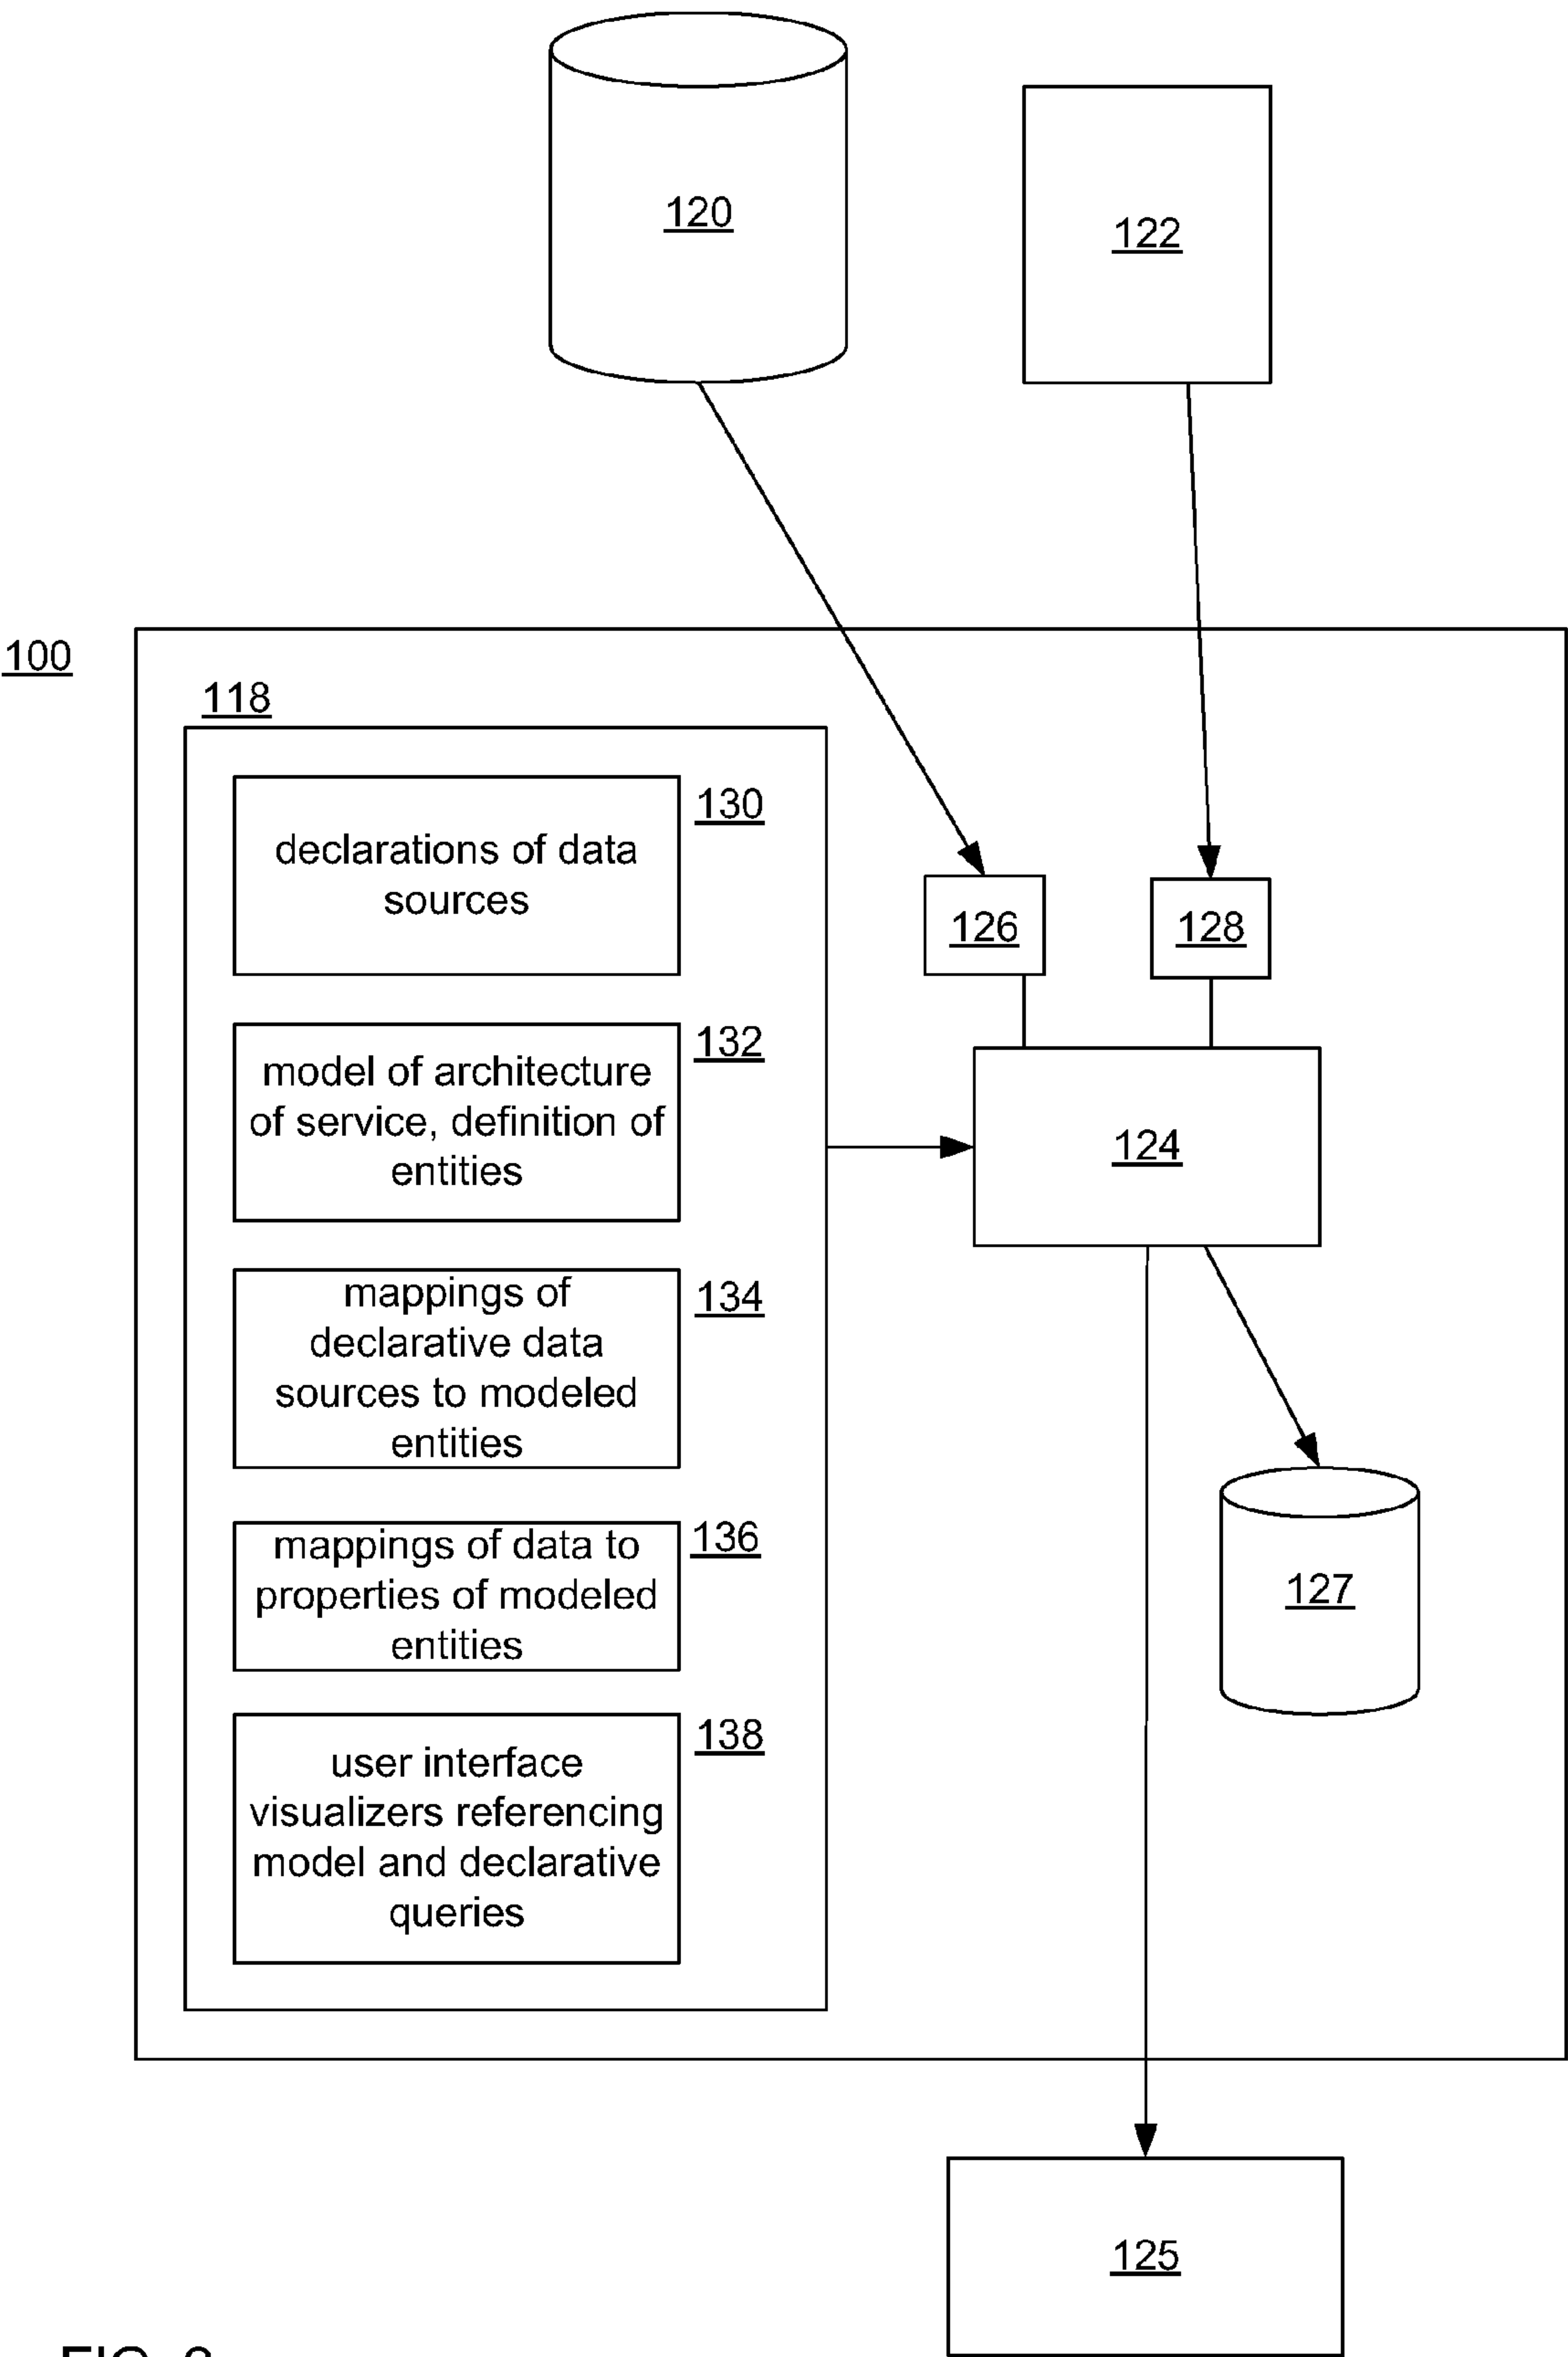 120
122
100
118
130
declarations of data
sources
126
128
132
model of architecture
of service, definition of
entities
124
134
mappings of
declarative data
sources to modeled
entities
136
mappings of data to
properties of modeled
entities
127
138
user interface
visualizers referencing
model and declarative
queries
125